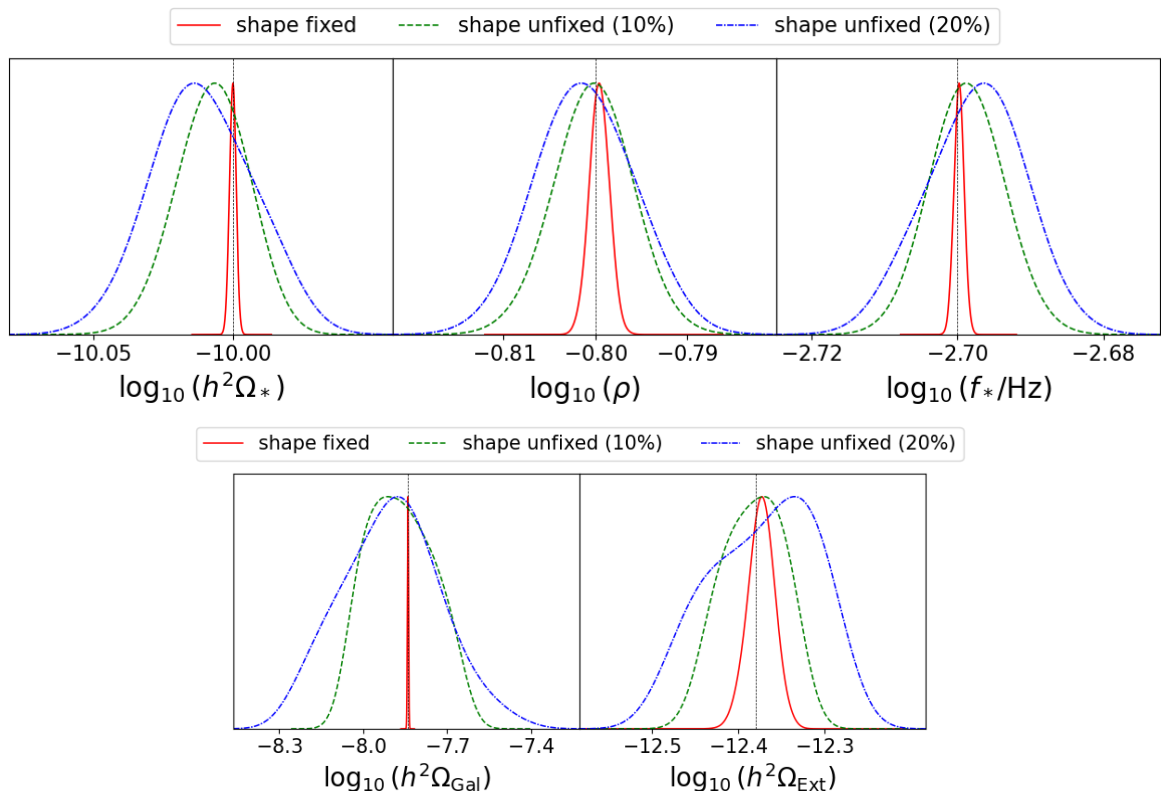 shape fixed shape unfixed (10%) shape unfixed (20%)
−10.05 −10.00 −0.81 −0.80 −0.79 −2.72 −2.70 −2.68
log₁₀ (h²Ω∗) log₁₀ (ρ) log₁₀ (f∗/Hz)
shape fixed shape unfixed (10%) shape unfixed (20%)
−8.3 −8.0 −7.7 −7.4 −12.5 −12.4 −12.3
log₁₀ (h²Ω_Gal) log₁₀ (h²Ω_Ext)